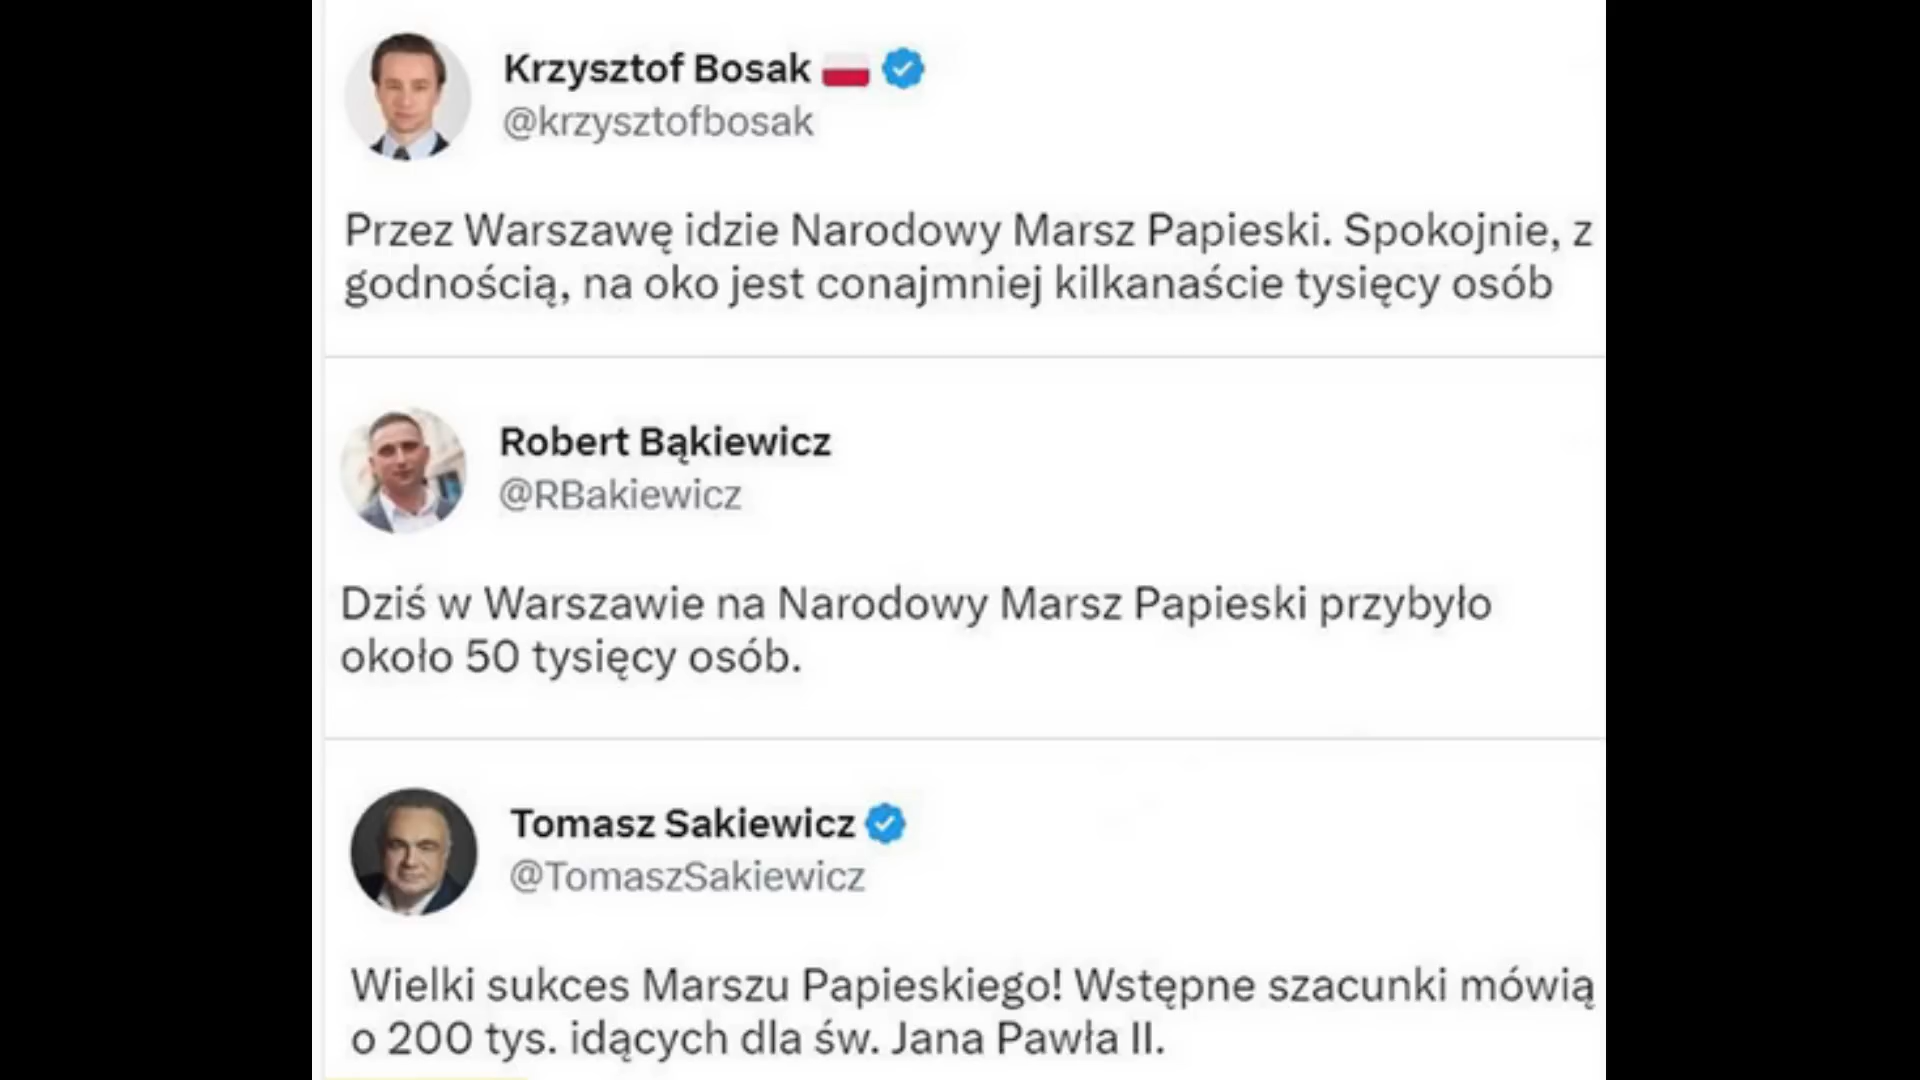 Krzysztof Bosak
@krzysztofbosak
Przez Warszawę idzie Narodowy Marsz Papieski. Spokojnie, z
godnością, na oko jest conajmniej kilkanaście tysięcy osób
Robert Bąkiewicz
@RBakiewicz
Dziś w Warszawie na Narodowy Marsz Papieski przybyło
około 50 tysięcy osób.
Tomasz Sakiewicz
@TomaszSakiewicz
Wielki sukces Marszu Papieskiego! Wstępne szacunki mówią
o 200 tys. idących dla św. Jana Pawła II.